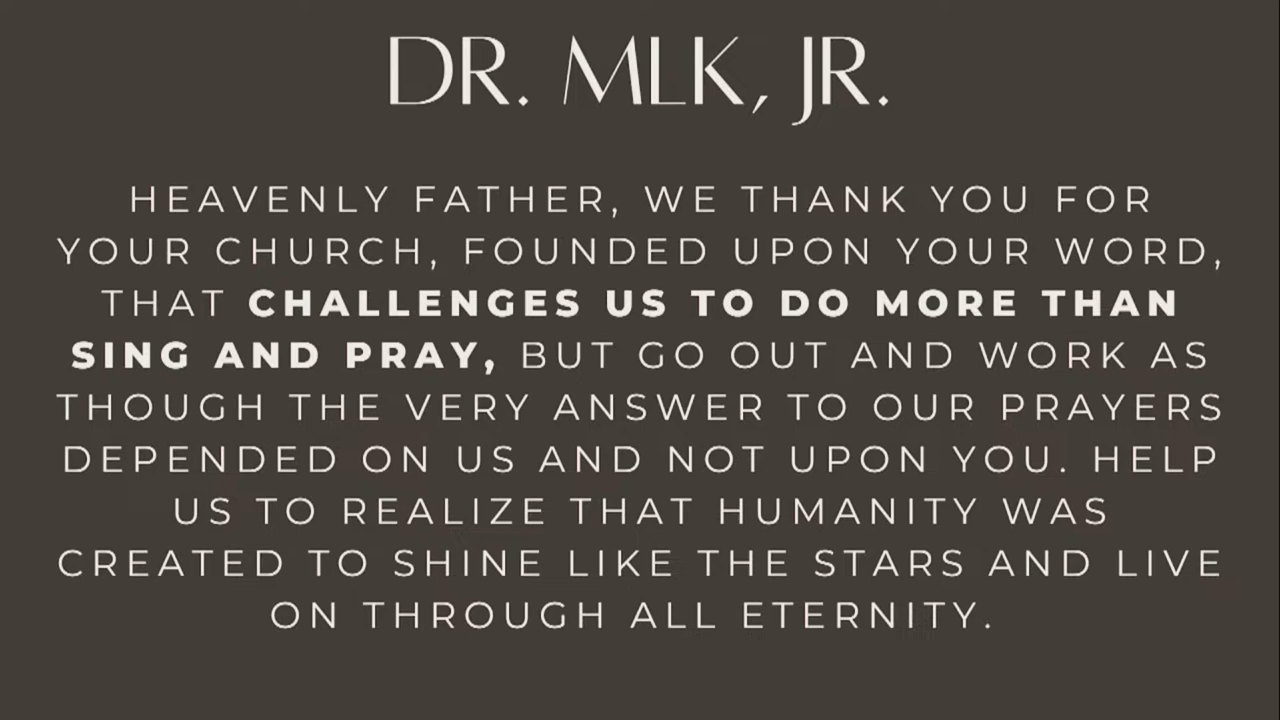 DR. MLK, JR.
HEAVENLY FATHER, WE THANK YOU FOR
YOUR CHURCH, FOUNDED UPON YOUR WORD,
THAT CHALLENGES US TO DO MORE THAN
SING AND PRAY, BUT GO OUT AND WORK AS
THOUGH THE VERY ANSWER TO OUR PRAYERS
DEPENDED ON US AND NOT UPON YOU. HELP
US TO REALIZE THAT HUMANITY WAS
CREATED TO SHINE LIKE THE STARS AND LIVE
ON THROUGH ALL ETERNITY.